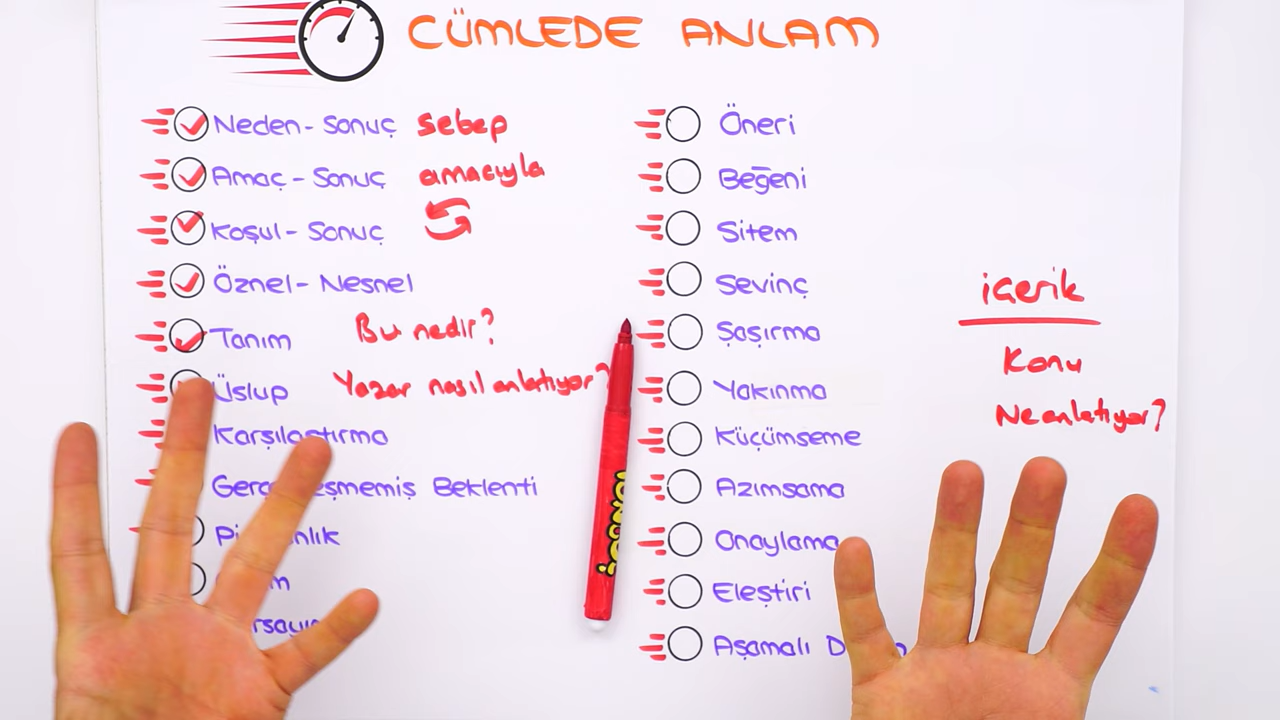 CÜMLEDE ANLAM
Neden-Sonuç sebep
Amaç-Sonuç amacıyla
Koşul-Sonuç
Öznel-Nesnel
Tanım Bu nedir?
Üslup Yazar nasıl anlatıyor?
Karşılaştırma
Beklenti
Öneri
Beğeni
Sitem
Sevinç
Şaşırma
Yakınma
Küçümseme
Azımsama
Onaylama
Eleştiri
Aşamalı
içerik
Konu
Ne anlatıyor?